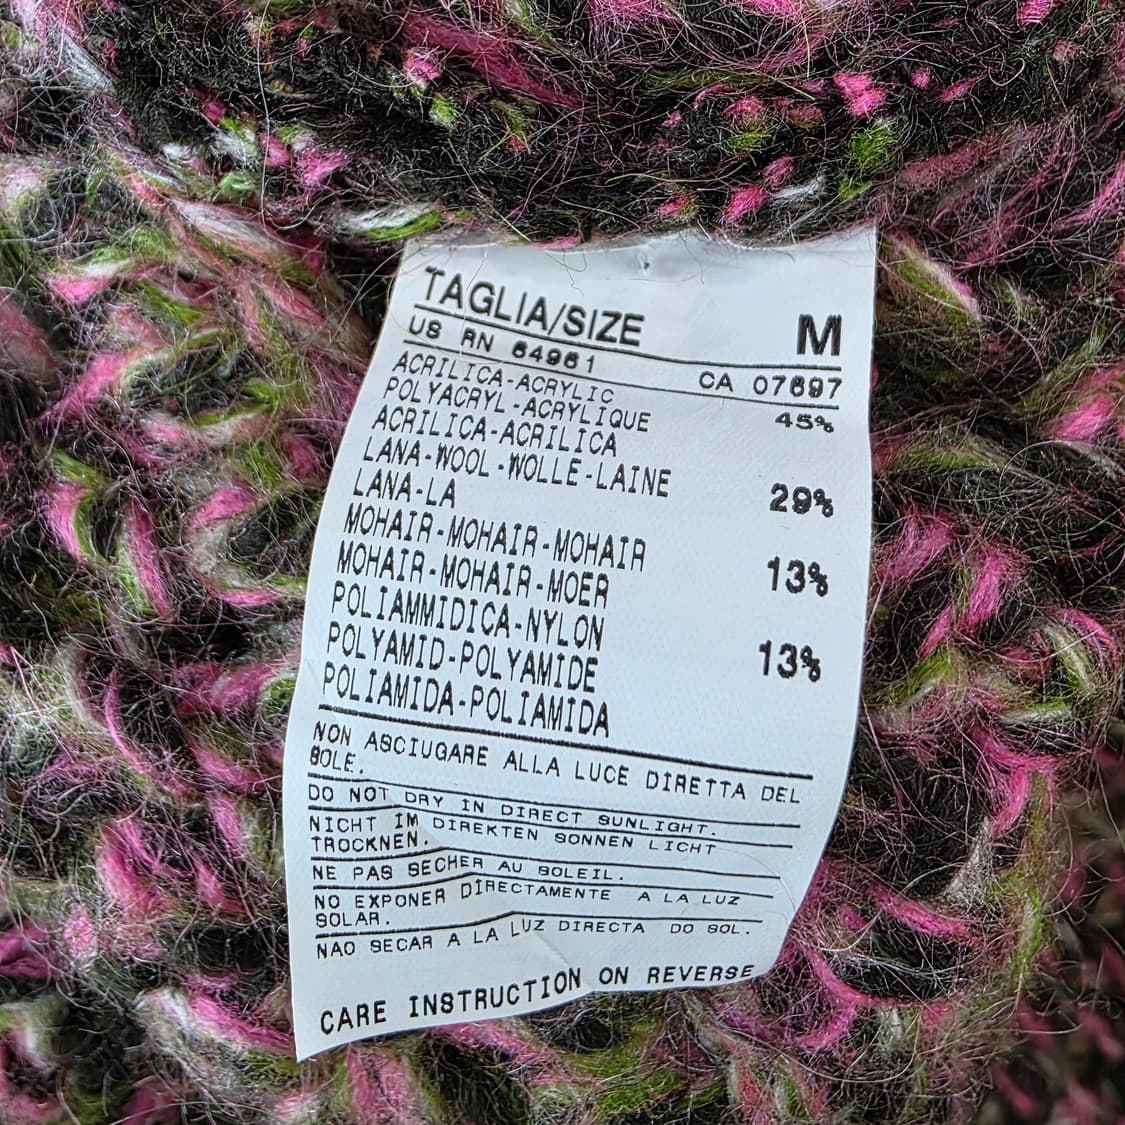 TAGLIA/SIZE M
US RN 64961 CA 07697
ACRILICA-ACRYLIC 45%
POLYACRYL-ACRYLIQUE
ACRILICA-ACRILICA
LANA-WOOL-WOLLE-LAINE 29%
LANA-LA
MOHAIR-MOHAIR-MOHAIR 13%
MOHAIR-MOHAIR-MOER
POLIAMMIDICA-NYLON 13%
POLYAMID-POLYAMIDE
POLIAMIDA-POLIAMIDA
NON ASCIUGARE ALLA LUCE DIRETTA DEL
SOLE.
DO NOT DRY IN DIRECT SUNLIGHT.
NICHT IM DIREKTEN SONNEN LICHT
TROCKNEN.
NE PAS SECHER AU SOLEIL.
NO EXPONER DIRECTAMENTE A LA LUZ
SOLAR.
NAO SECAR A LA LUZ DIRECTA DO SOL.
CARE INSTRUCTION ON REVERSE